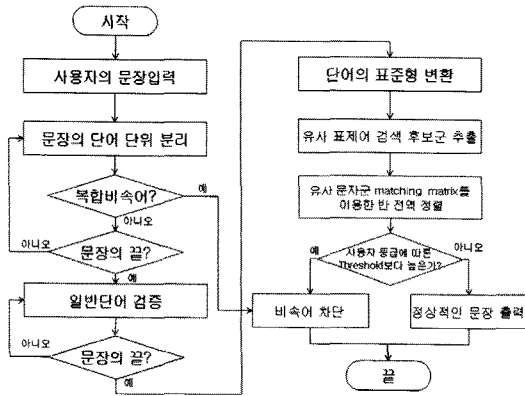 시작
사용자의 문장입력
문장의 단어 단위 분리
복합비속어?
예
아니오
문장의 끝?
아니오
예
일반단어 검증
문장의 끝?
아니오
예
단어의 표준형 변환
유사 표제어 검색 후보군 추출
유사 문자군 matching matrix를
이용한 반 전역 정렬
사용자 등급에 따른
Threshold보다 높은가?
예
아니오
비속어 차단
정상적인 문장 출력
끝